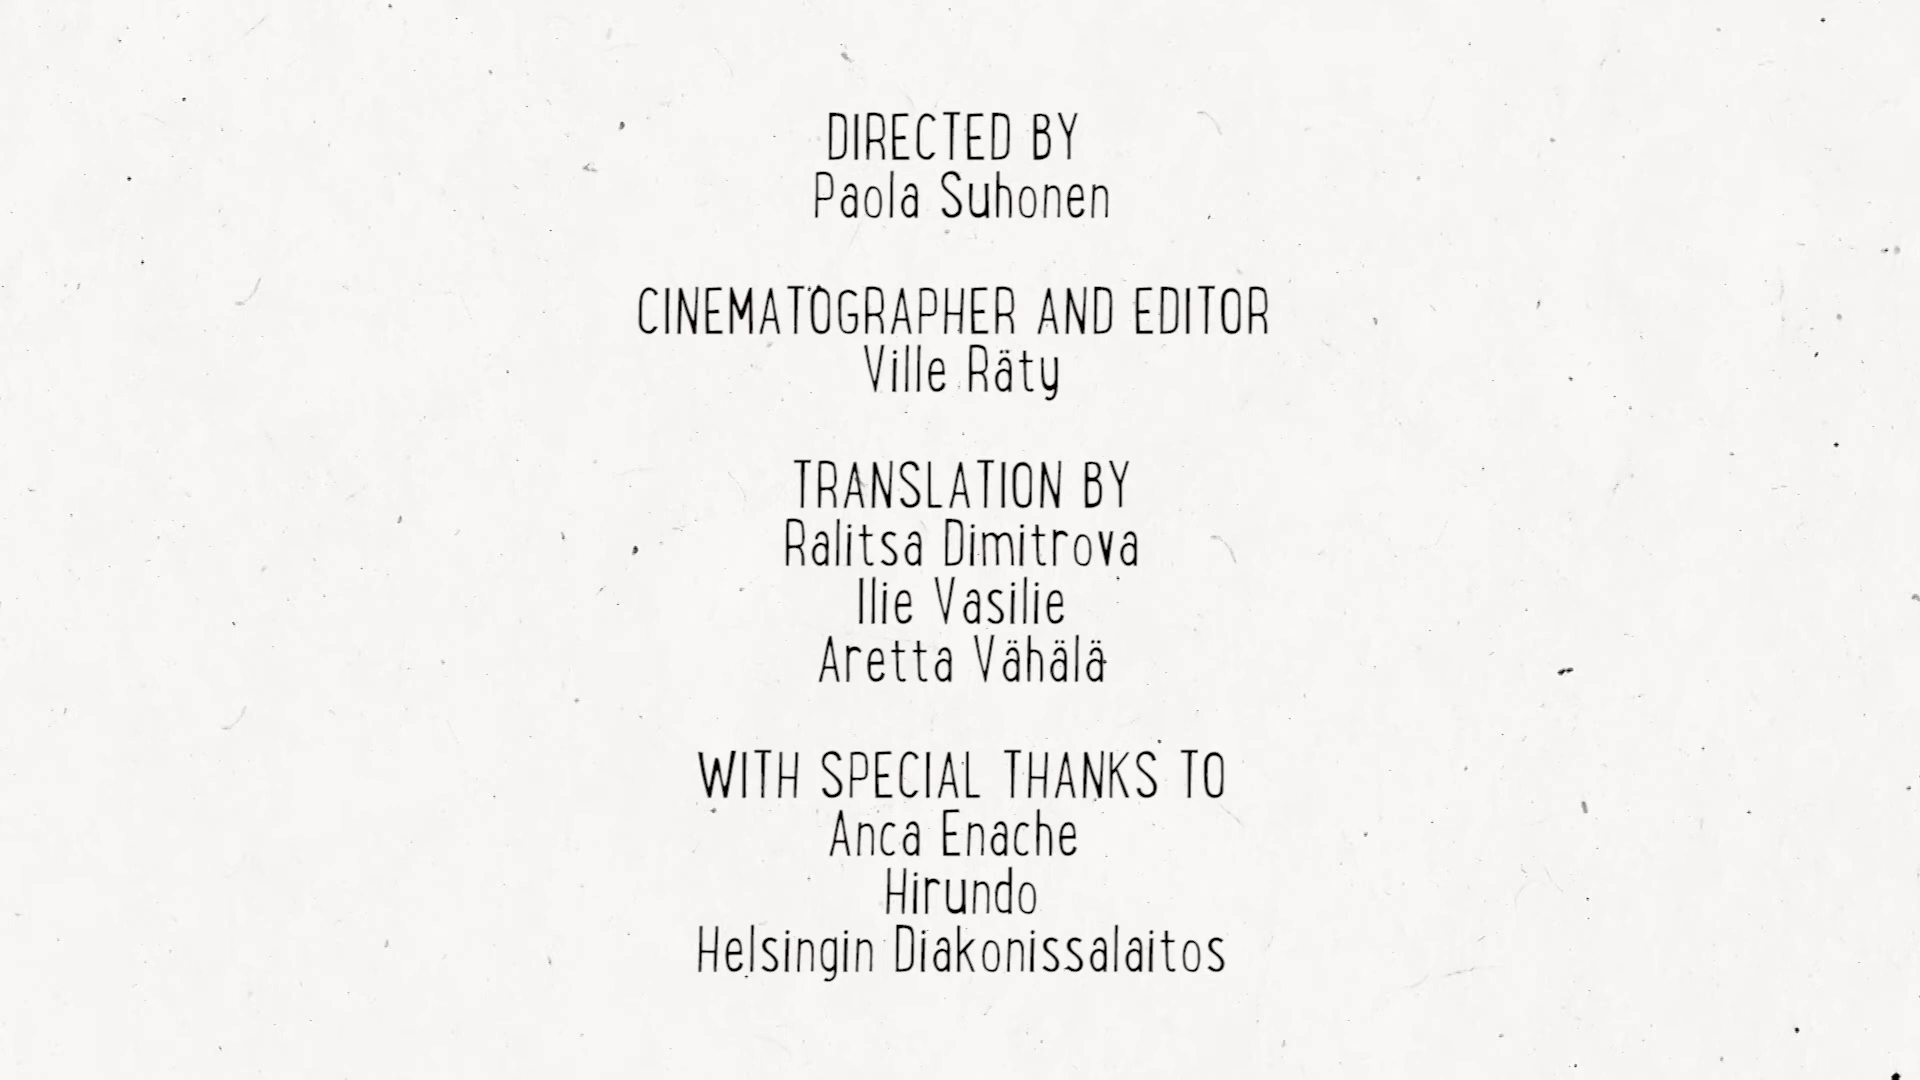 DIRECTED BY
Paola Suhonen
CINEMATOGRAPHER AND EDITOR
Ville Räty
TRANSLATION BY
Ralitsa Dimitrova
Ilie Vasilie
Aretta Vähälä
WITH SPECIAL THANKS TO
Anca Enache
Hirundo
Helsingin Diakonissalaitos